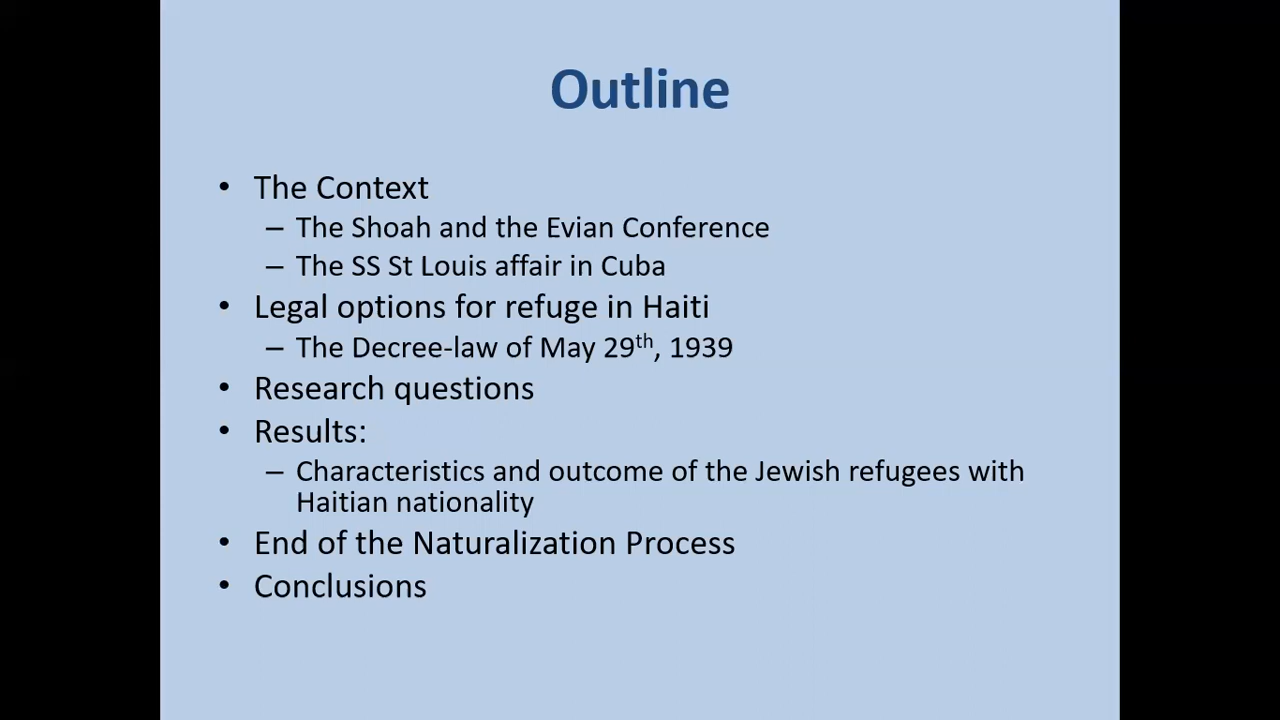 Outline
• The Context
– The Shoah and the Evian Conference
– The SS St Louis affair in Cuba
• Legal options for refuge in Haiti
– The Decree-law of May 29th, 1939
• Research questions
• Results:
– Characteristics and outcome of the Jewish refugees with
Haitian nationality
• End of the Naturalization Process
• Conclusions